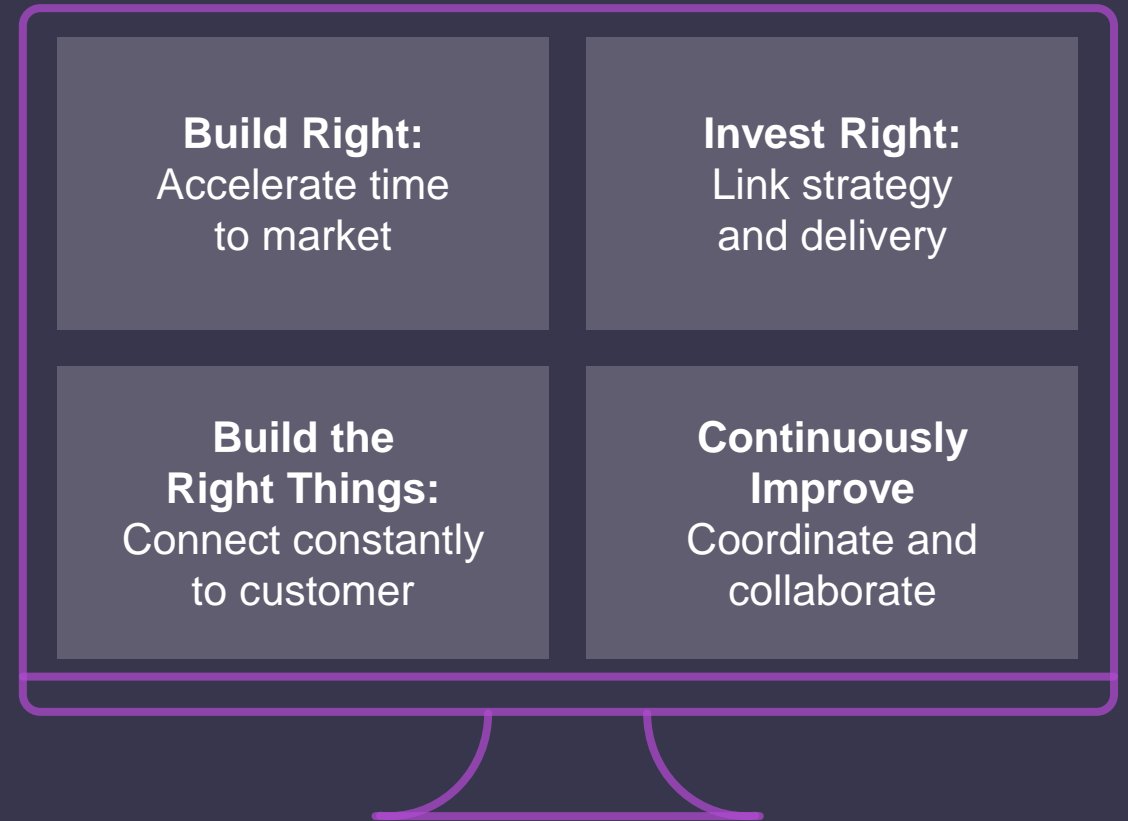 Build Right:
Accelerate time
to market
Invest Right:
Link strategy
and delivery
Build the
Right Things:
Connect constantly
to customer
Continuously
Improve
Coordinate and
collaborate